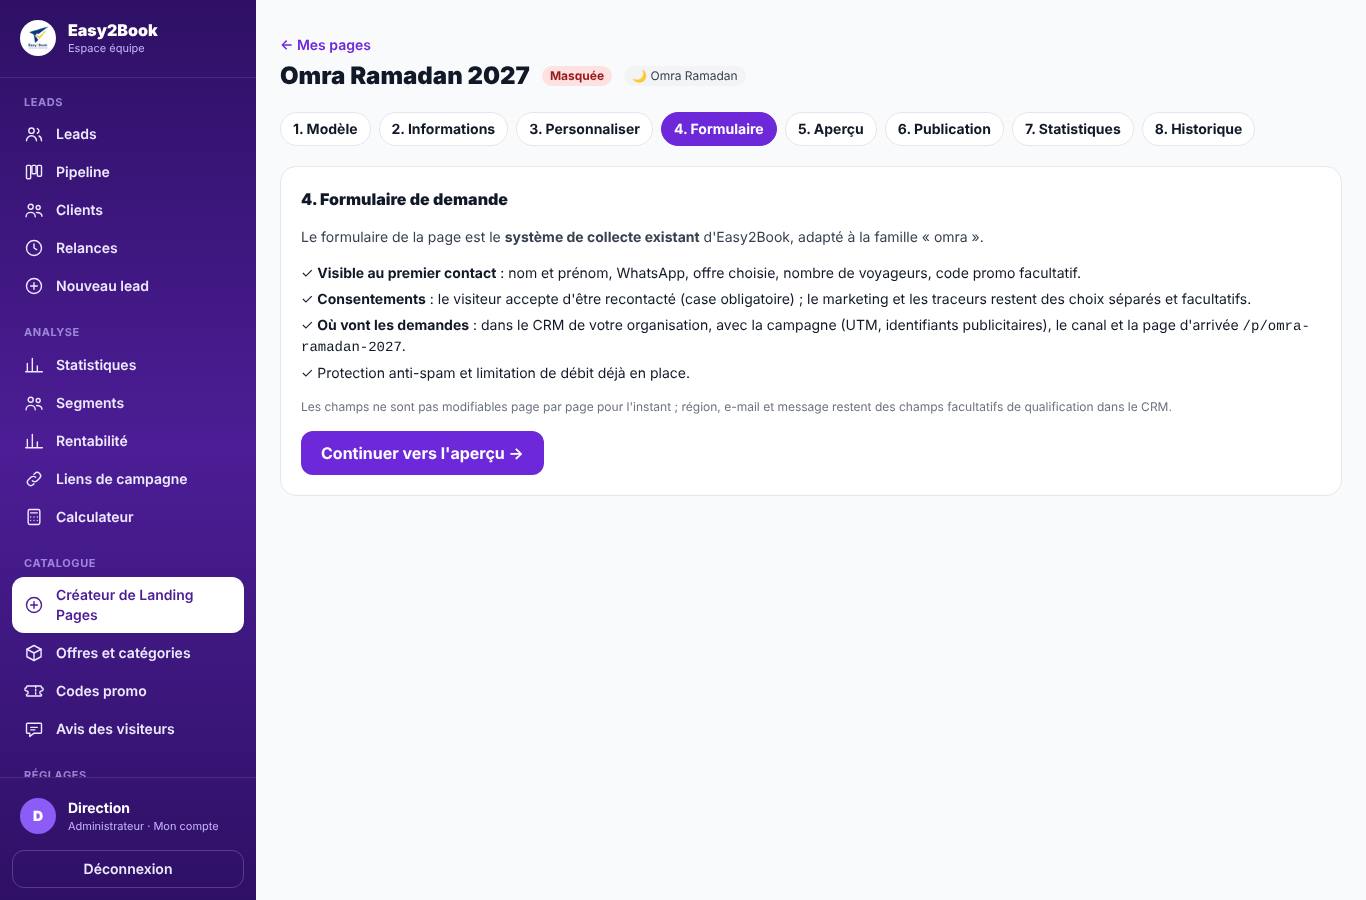 Easy2Book
Espace équipe
LEADS
Leads
Pipeline
Clients
Relances
Nouveau lead
ANALYSE
Statistiques
Segments
Rentabilité
Liens de campagne
Calculateur
CATALOGUE
Créateur de Landing
Pages
Offres et catégories
Codes promo
Avis des visiteurs
RÉGLAGES
D
Direction
Administrateur · Mon compte
Déconnexion
← Mes pages
Omra Ramadan 2027 Masquée 🌙 Omra Ramadan
1. Modèle 2. Informations 3. Personnaliser 4. Formulaire 5. Aperçu 6. Publication 7. Statistiques 8. Historique
4. Formulaire de demande
Le formulaire de la page est le système de collecte existant d'Easy2Book, adapté à la famille « omra ».
✓ Visible au premier contact : nom et prénom, WhatsApp, offre choisie, nombre de voyageurs, code promo facultatif.
✓ Consentements : le visiteur accepte d'être recontacté (case obligatoire) ; le marketing et les traceurs restent des choix séparés et facultatifs.
✓ Où vont les demandes : dans le CRM de votre organisation, avec la campagne (UTM, identifiants publicitaires), le canal et la page d'arrivée /p/omra-
ramadan-2027.
✓ Protection anti-spam et limitation de débit déjà en place.
Les champs ne sont pas modifiables page par page pour l'instant ; région, e-mail et message restent des champs facultatifs de qualification dans le CRM.
Continuer vers l'aperçu →